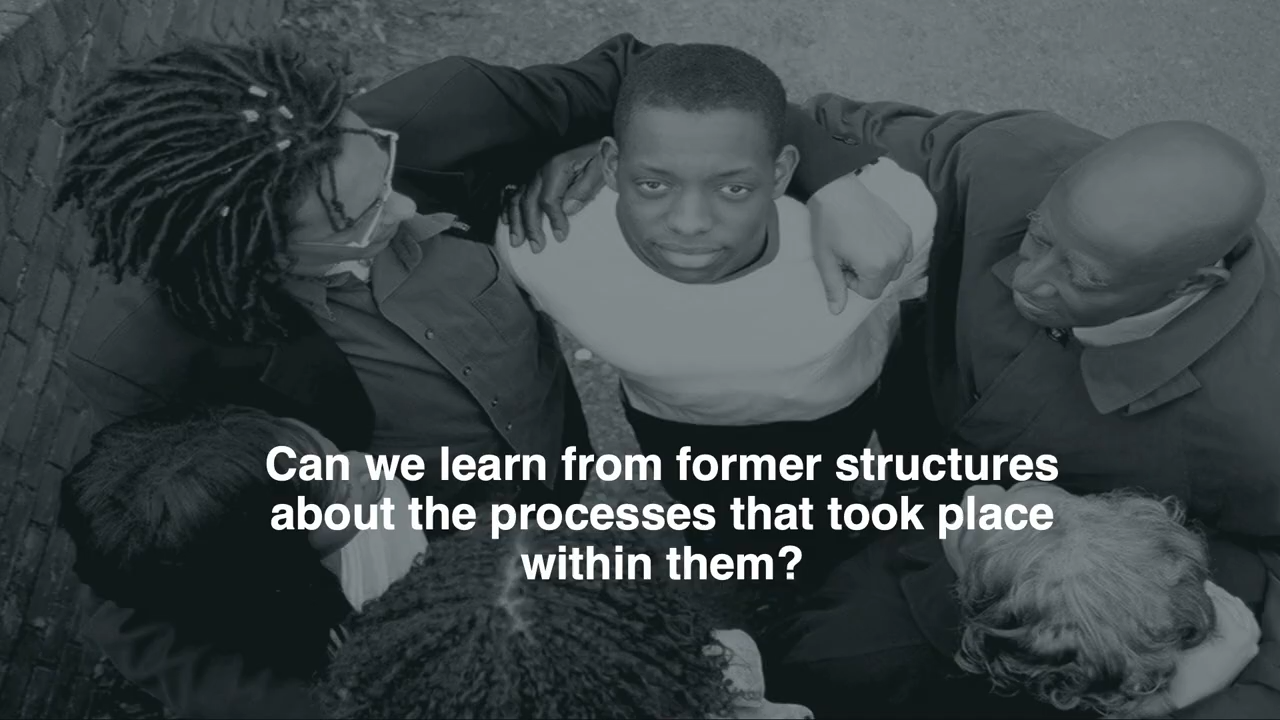 Can we learn from former structures
about the processes that took place
within them?